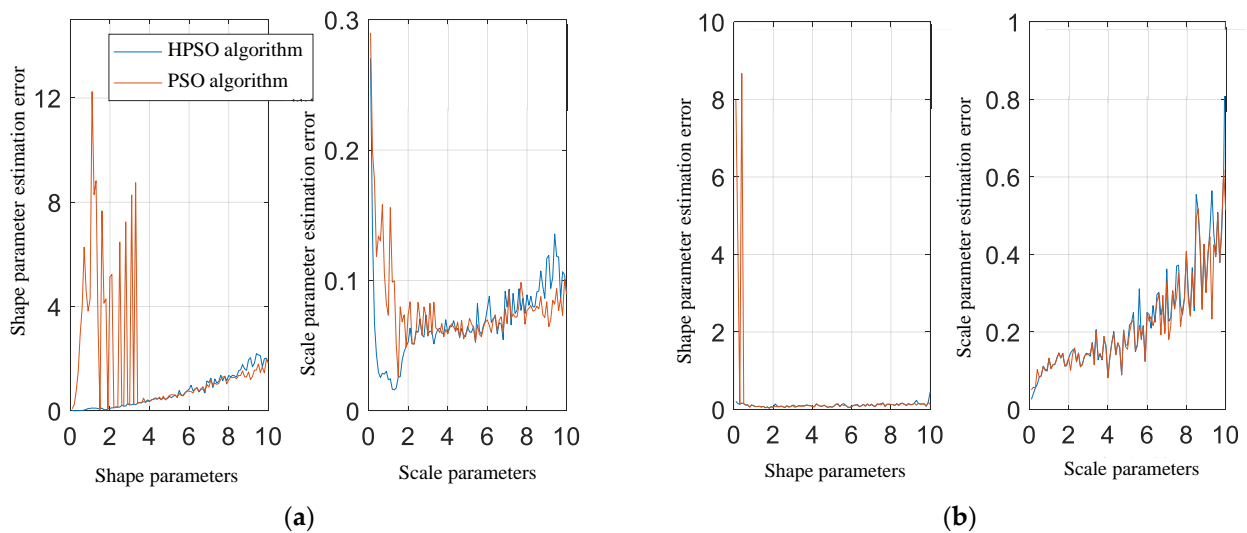 HPSO algorithm
PSO algorithm
Shape parameter estimation error
12
8
4
0
0 2 4 6 8 10
Shape parameters
Scale parameter estimation error
0.3
0.2
0.1
0
0 2 4 6 8 10
Scale parameters
(a)
Shape parameter estimation error
10
8
6
4
2
0
0 2 4 6 8 10
Shape parameters
Scale parameter estimation error
1
0.8
0.6
0.4
0.2
0
0 2 4 6 8 10
Scale parameters
(b)